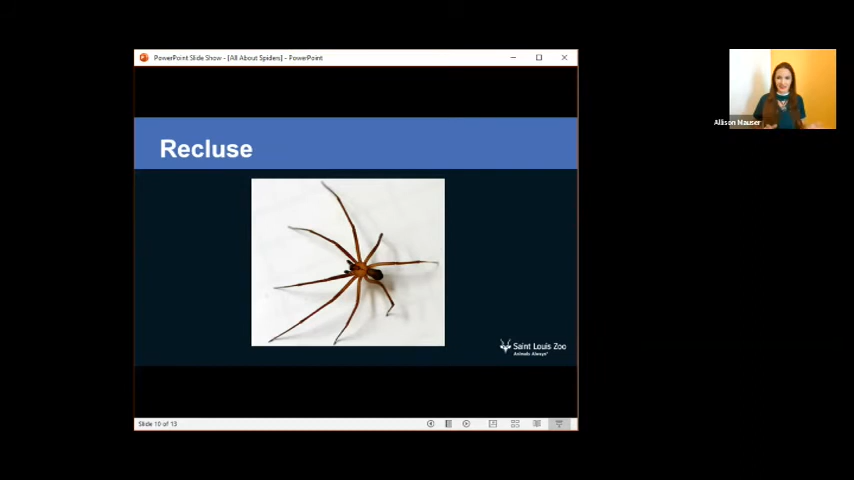 PowerPoint Slide Show - [All About Spiders] - PowerPoint
Allison Mauser
Recluse
Saint Louis Zoo
Animals Always®
Slide 10 of 13